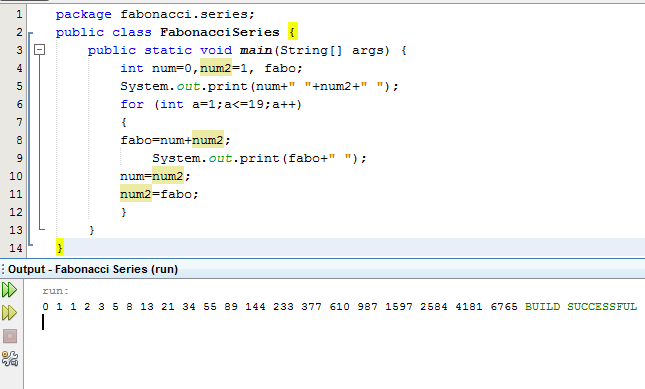 1 package fabonacci.series;
2 public class FabonacciSeries {
3 public static void main(String[] args) {
4 int num=0,num2=1, fabo;
5 System.out.print(num+" "+num2+" ");
6 for (int a=1;a<=19;a++)
7 {
8 fabo=num+num2;
9 System.out.print(fabo+" ");
10 num=num2;
11 num2=fabo;
12 }
13 }
14 }
Output - Fabonacci Series (run)
run:
0 1 1 2 3 5 8 13 21 34 55 89 144 233 377 610 987 1597 2584 4181 6765 BUILD SUCCESSFUL